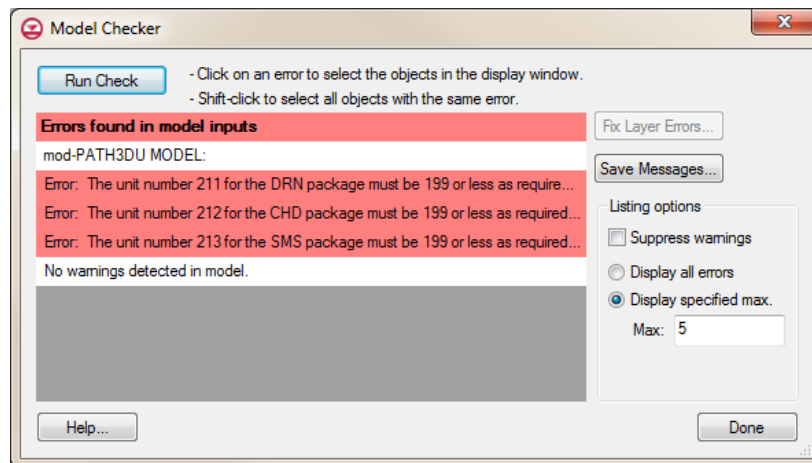 Model Checker
Run Check
- Click on an error to select the objects in the display window.
- Shift-click to select all objects with the same error.
Errors found in model inputs
mod-PATH3DU MODEL:
Error: The unit number 211 for the DRN package must be 199 or less as require...
Error: The unit number 212 for the CHD package must be 199 or less as required...
Error: The unit number 213 for the SMS package must be 199 or less as required...
No warnings detected in model.
Fix Layer Errors...
Save Messages...
Listing options
Suppress warnings
Display all errors
Display specified max.
Max: 5
Help...
Done